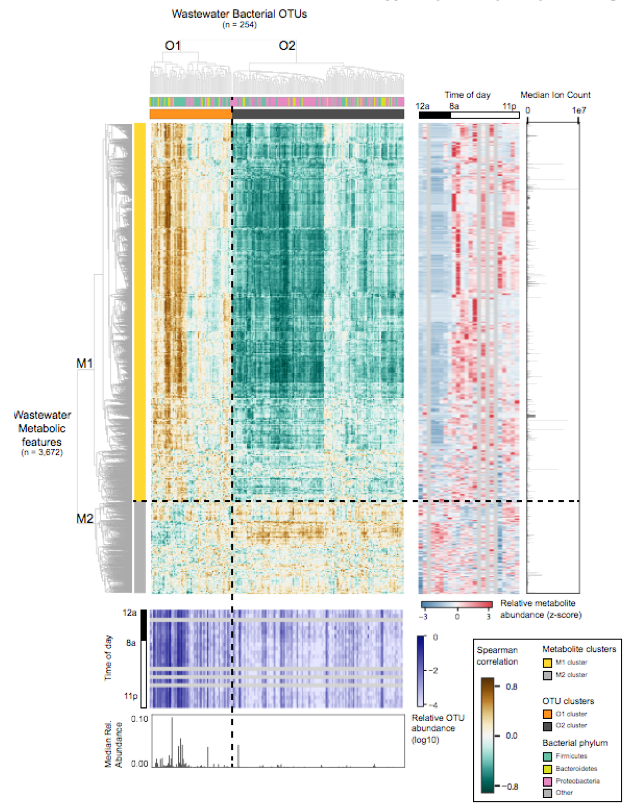 Wastewater Bacterial OTUs
(n = 254)
O1
O2
Time of day
12a 8a 11p
Median Ion Count
0 1e7
M1
Wastewater
Metabolic
features
(n = 3,672)
M2
12a
8a
11p
Time of day
−3 0 3
Relative metabolite
abundance (z-score)
0
−2
−4
Relative OTU
abundance
(log10)
0.10
0.00
Median Rel.
Abundance
Spearman
correlation
0.8
0.0
−0.8
Metabolite clusters
M1 cluster
M2 cluster
OTU clusters
O1 cluster
O2 cluster
Bacterial phylum
Firmicutes
Bacteroidetes
Proteobacteria
Other